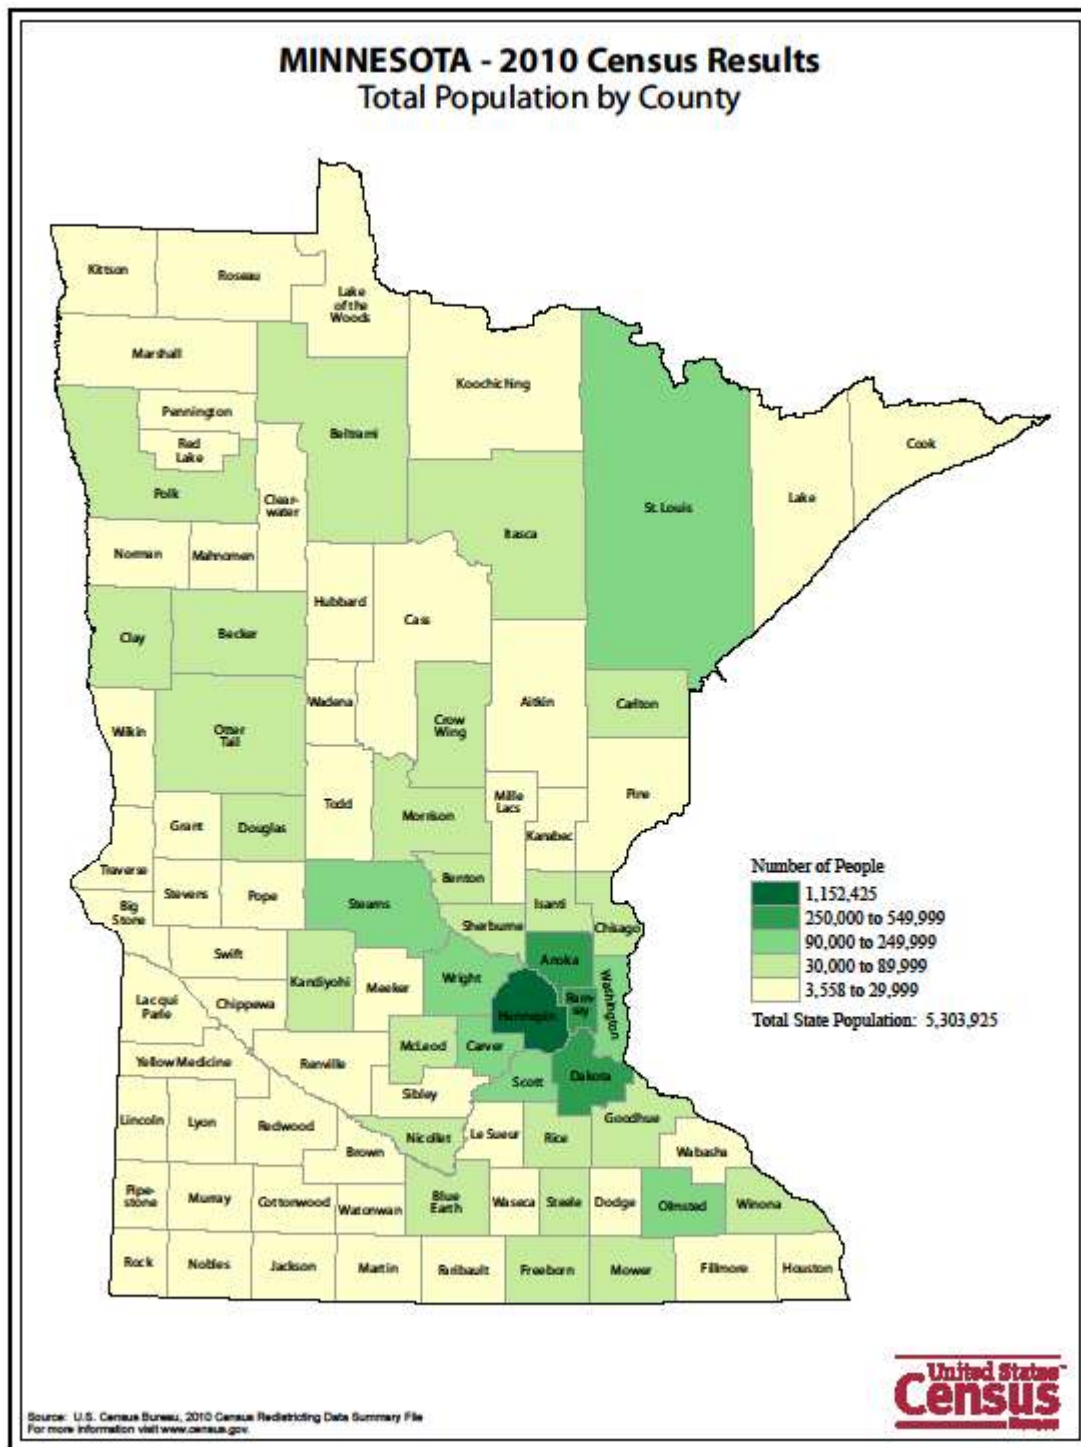 MINNESOTA - 2010 Census Results
Total Population by County
Kittson
Roseau
Lake
of the
Woods
Marshall
Koochiching
Pennington
Beltrami
Red
Lake
Cook
Polk
Clear-
water
Lake
St. Louis
Itasca
Norman
Mahnomen
Hubbard
Cass
Clay
Becker
Wadena
Aitkin
Carlton
Wilkin
Otter
Tail
Crow
Wing
Mille
Lacs
Pine
Todd
Grant
Douglas
Morrison
Kanabec
Traverse
Stevens
Pope
Benton
Big
Stone
Stearns
Isanti
Sherburne
Chisago
Swift
Anoka
Kandiyohi
Wright
Meeker
Washington
Lac qui
Parle
Chippewa
Hennepin
Ram-
sey
McLeod
Carver
Yellow Medicine
Renville
Scott
Dakota
Sibley
Lincoln
Lyon
Redwood
Nicollet
Le Sueur
Rice
Goodhue
Brown
Wabasha
Pipe-
stone
Murray
Cottonwood
Watonwan
Blue
Earth
Waseca
Steele
Dodge
Olmsted
Winona
Rock
Nobles
Jackson
Martin
Faribault
Freeborn
Mower
Fillmore
Houston
Number of People
1,152,425
250,000 to 549,999
90,000 to 249,999
30,000 to 89,999
3,558 to 29,999
Total State Population: 5,303,925
United States™
Census
Bureau
Source: U.S. Census Bureau, 2010 Census Redistricting Data Summary File
For more information visit www.census.gov.